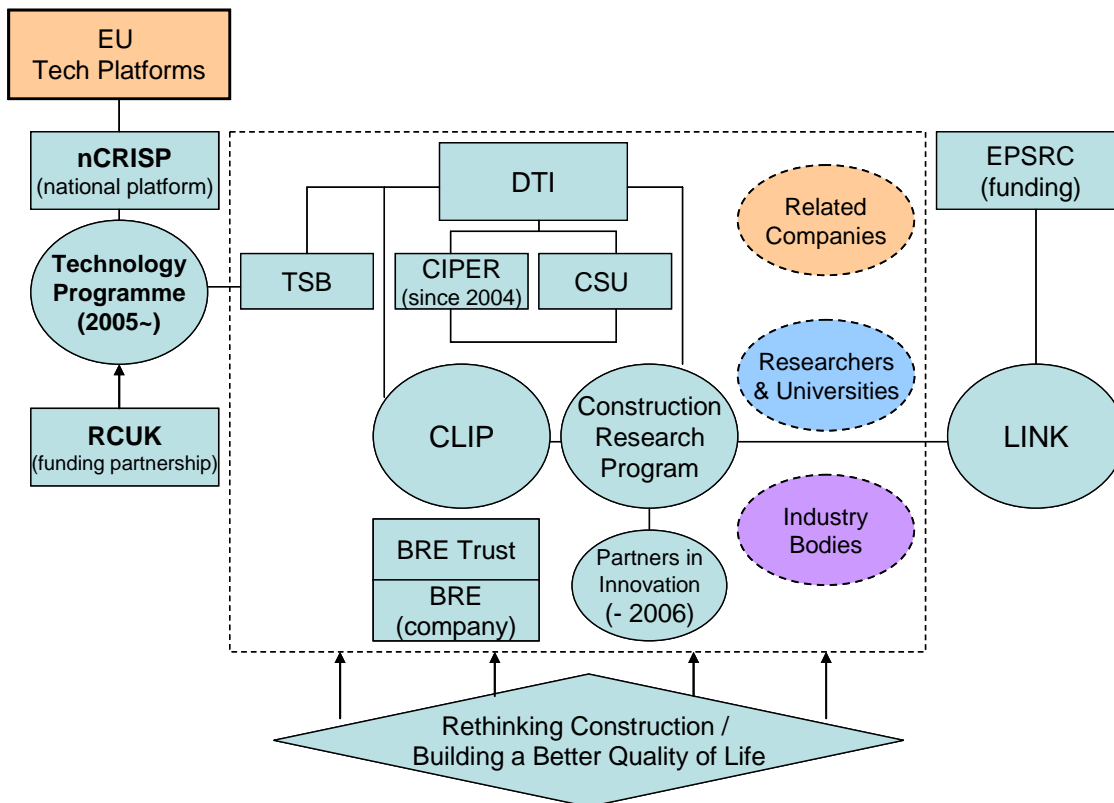 EU
Tech Platforms
nCRISP
(national platform)
Technology
Programme
(2005~)
RCUK
(funding partnership)
DTI
TSB
CIPER
(since 2004)
CSU
CLIP
Construction
Research
Program
BRE Trust
BRE
(company)
Partners in
Innovation
(- 2006)
Related
Companies
Researchers
& Universities
Industry
Bodies
EPSRC
(funding)
LINK
Rethinking Construction /
Building a Better Quality of Life